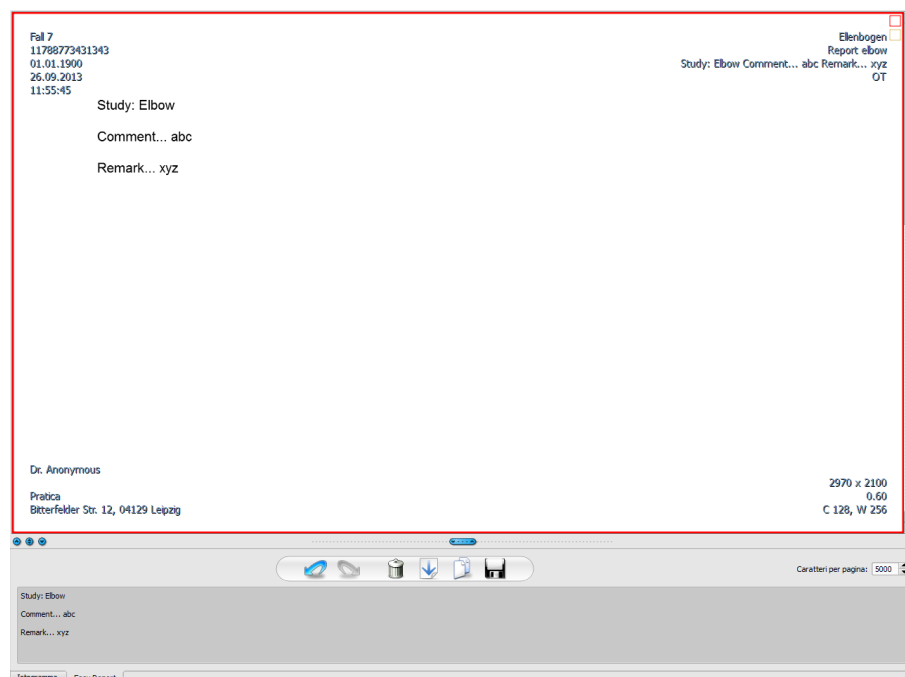 Fall 7
11788773431343
01.01.1900
26.09.2013
11:55:45
Ellenbogen
Report elbow
Study: Elbow Comment... abc Remark... xyz
OT
Study: Elbow
Comment... abc
Remark... xyz
Dr. Anonymous
Pratica
Bitterfelder Str. 12, 04129 Leipzig
2970 x 2100
0.60
C 128, W 256
Caratteri per pagina: 5000
Study: Elbow
Comment... abc
Remark... xyz